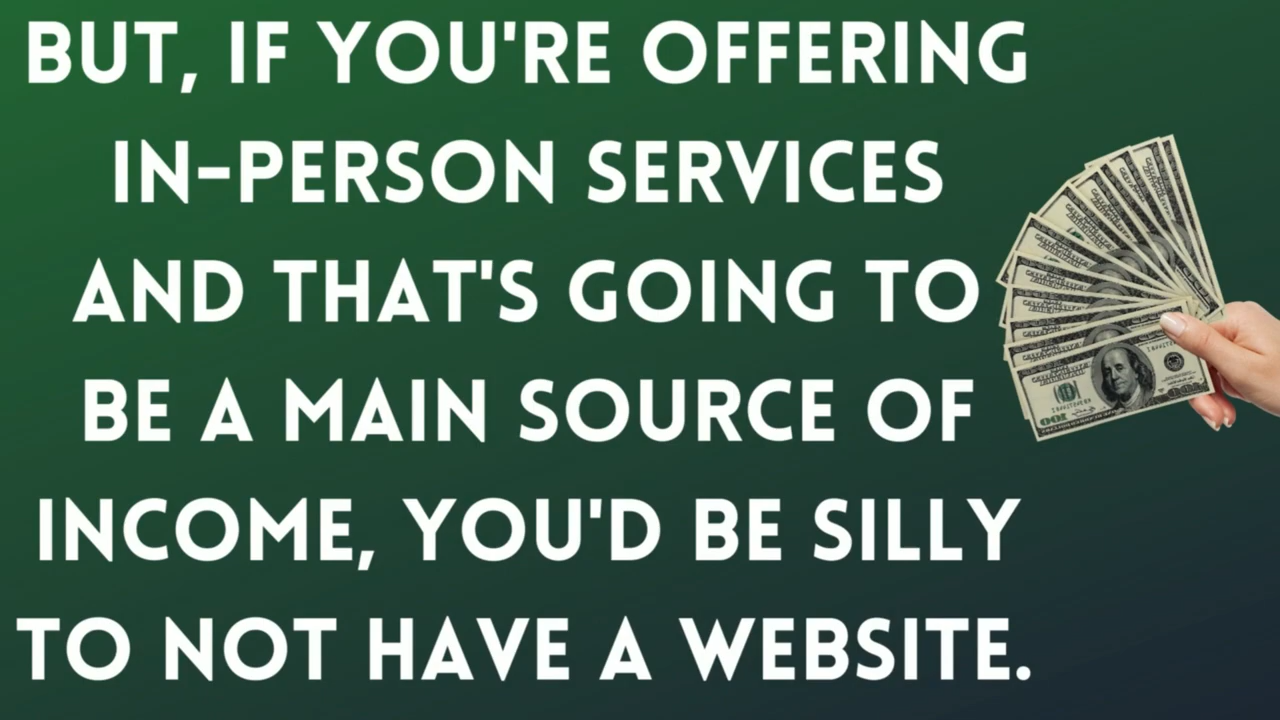 BUT, IF YOU'RE OFFERING
IN-PERSON SERVICES
AND THAT'S GOING TO
BE A MAIN SOURCE OF
INCOME, YOU'D BE SILLY
TO NOT HAVE A WEBSITE.